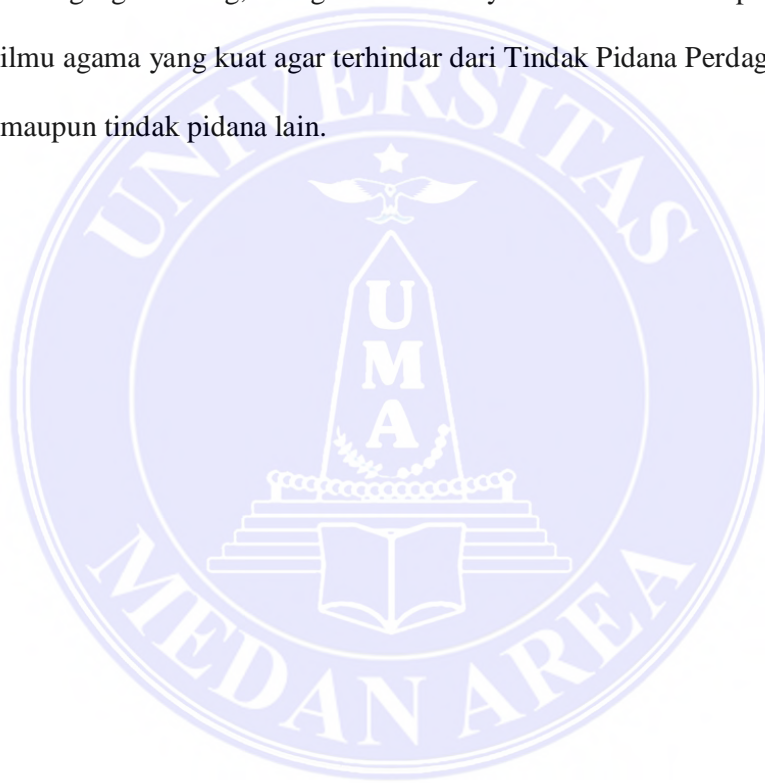 ilmu agama yang kuat agar terhindar dari Tindak Pidana Perdag
maupun tindak pidana lain.
UNIVERSITAS
U
M
A
MEDAN AREA